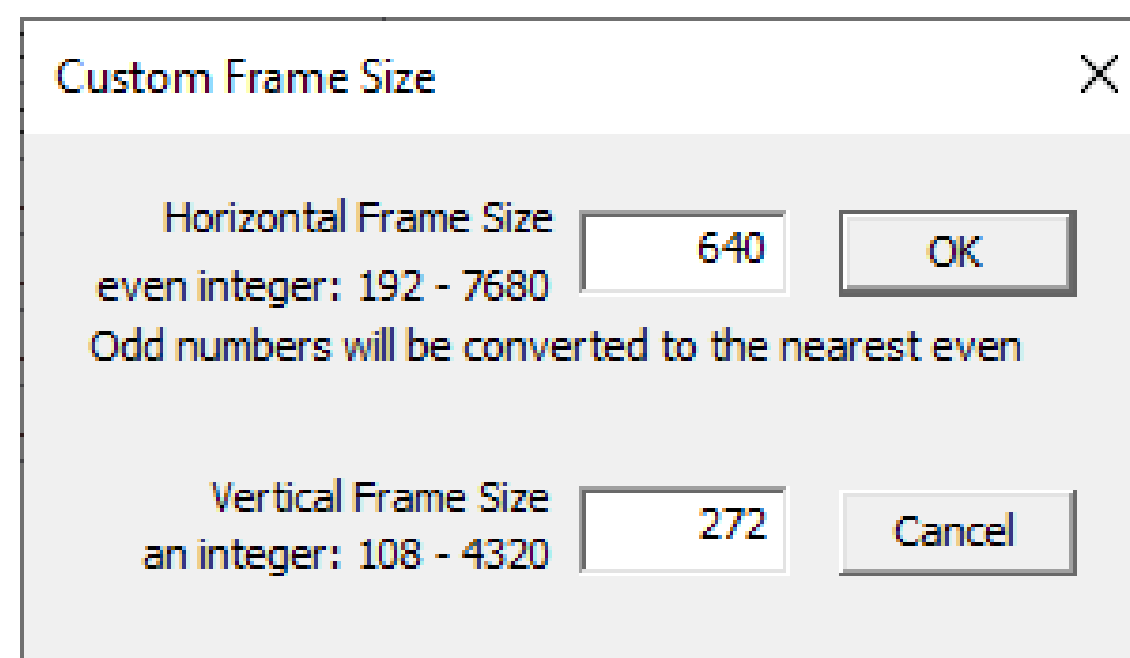 Custom Frame Size
Horizontal Frame Size
640
OK
even integer: 192 - 7680
Odd numbers will be converted to the nearest even
Vertical Frame Size
272
Cancel
an integer: 108 - 4320